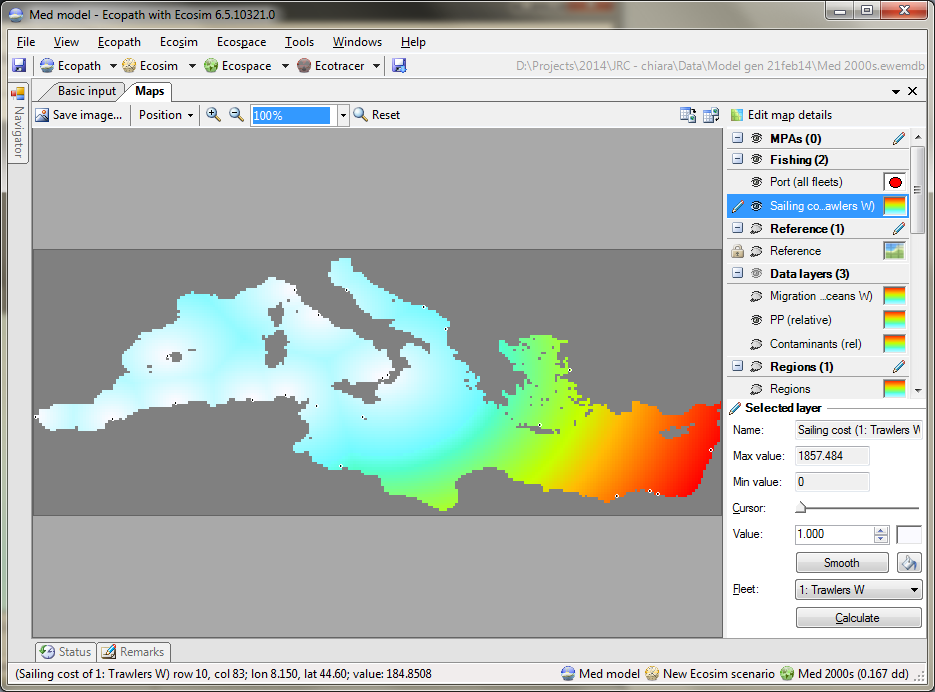 Med model - Ecopath with Ecosim 6.5.10321.0
File View Ecopath Ecosim Ecospace Tools Windows Help
Ecopath Ecosim Ecospace Ecotracer D:\Projects\2014\JRC - chiara\Data\Model gen 21feb14\Med 2000s.ewemdb
Navigator
Basic input Maps
Save image... Position 100% Reset Edit map details
MPAs (0)
Fishing (2)
Port (all fleets)
Sailing co...awlers W)
Reference (1)
Reference
Data layers (3)
Migration ...ceans W)
PP (relative)
Contaminants (rel)
Regions (1)
Regions
Selected layer
Name: Sailing cost (1: Trawlers W
Max value: 1857.484
Min value: 0
Cursor:
Value: 1.000
Smooth
Fleet: 1: Trawlers W
Calculate
Status Remarks
(Sailing cost of 1: Trawlers W) row 10, col 83; lon 8.150, lat 44.60; value: 184.8508 Med model New Ecosim scenario Med 2000s (0.167 dd)